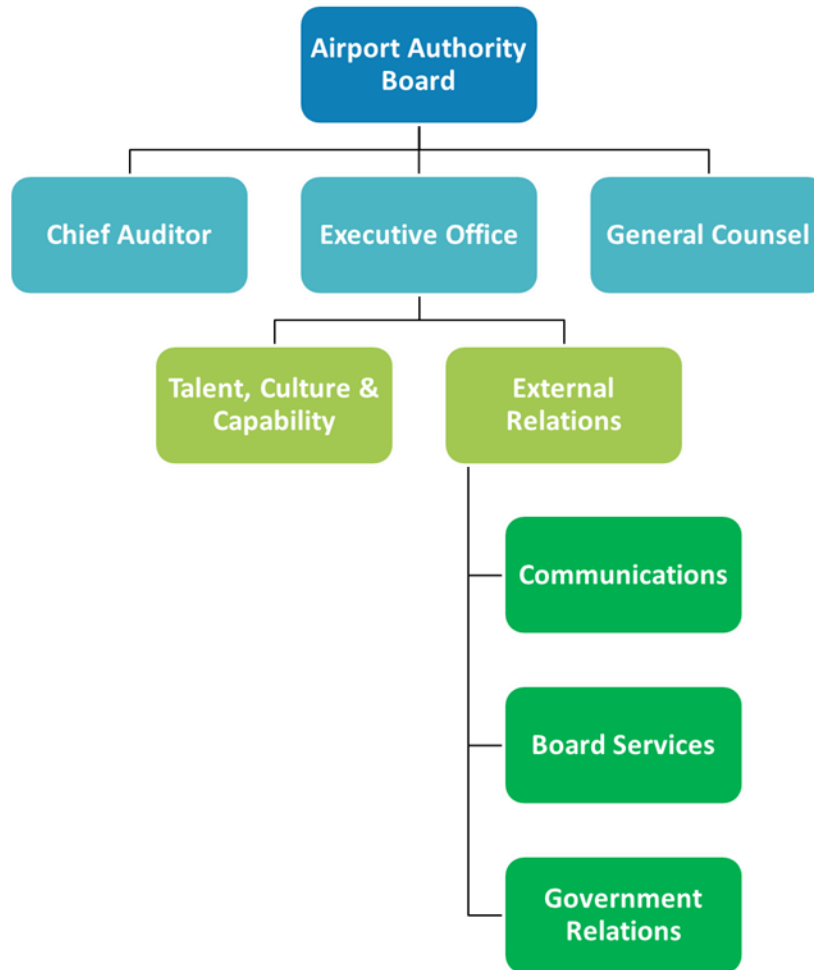 Airport Authority
Board
Chief Auditor
Executive Office
General Counsel
Talent, Culture &
Capability
External
Relations
Communications
Board Services
Government
Relations